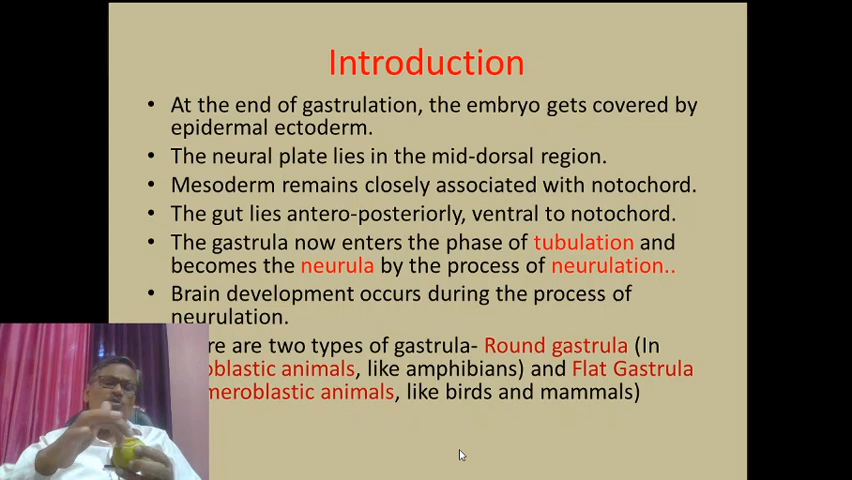 Introduction
• At the end of gastrulation, the embryo gets covered by
epidermal ectoderm.
• The neural plate lies in the mid-dorsal region.
• Mesoderm remains closely associated with notochord.
• The gut lies antero-posteriorly, ventral to notochord.
• The gastrula now enters the phase of tubulation and
becomes the neurula by the process of neurulation..
• Brain development occurs during the process of
neurulation.
are two types of gastrula- Round gastrula (In
animals, like amphibians) and Flat Gastrula
meroblastic animals, like birds and mammals)